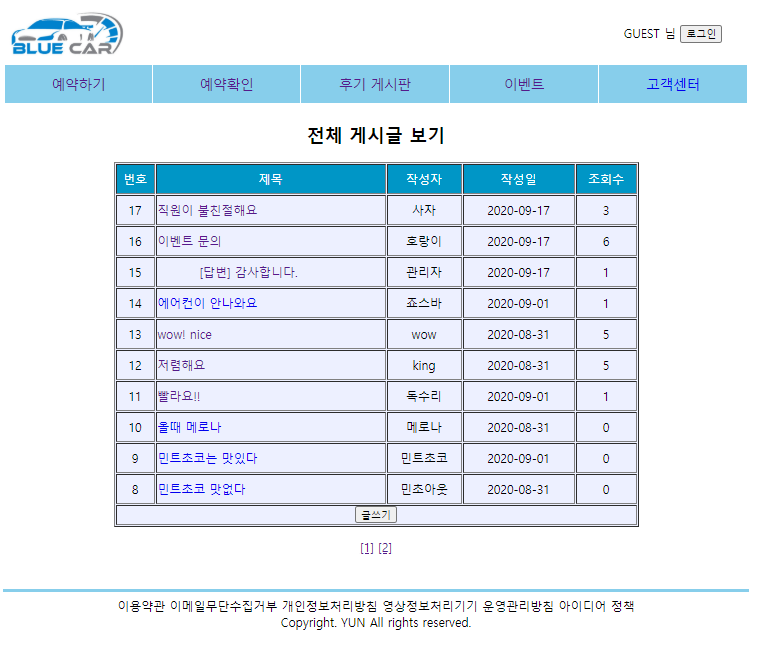 BLUE CAR
GUEST 님 로그인
예약하기 예약확인 후기 게시판 이벤트 고객센터
전체 게시글 보기
번호 제목 작성자 작성일 조회수
17 직원이 불친절해요 사자 2020-09-17 3
16 이벤트 문의 호랑이 2020-09-17 6
15 [답변] 감사합니다. 관리자 2020-09-17 1
14 에어컨이 안나와요 죠스바 2020-09-01 1
13 wow! nice wow 2020-08-31 5
12 저렴해요 king 2020-08-31 5
11 빨라요!! 독수리 2020-09-01 1
10 올때 메로나 메로나 2020-08-31 0
9 민트초코는 맛있다 민트초코 2020-09-01 0
8 민트초코 맛없다 민초아웃 2020-08-31 0
글쓰기
[1] [2]
이용약관 이메일무단수집거부 개인정보처리방침 영상정보처리기기 운영관리방침 아이디어 정책
Copyright. YUN All rights reserved.